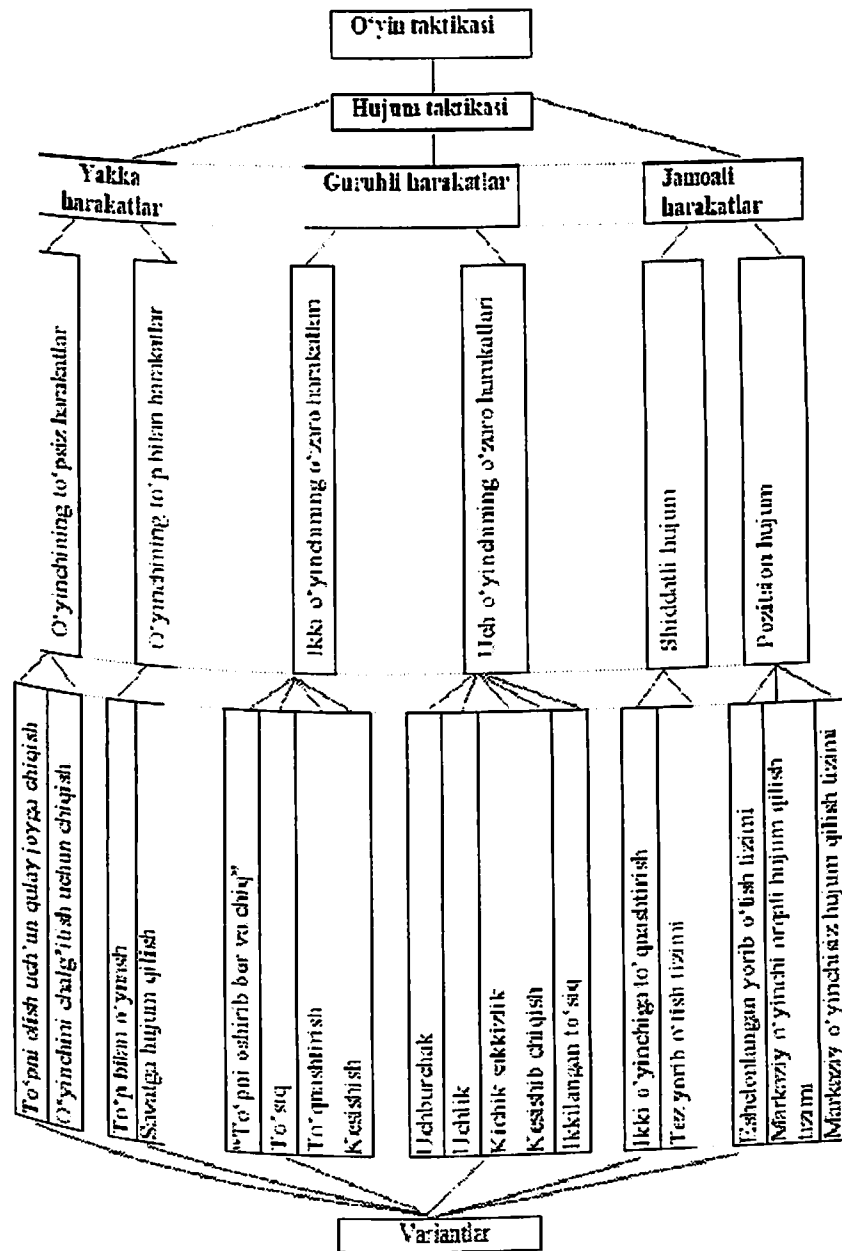 O‘yin taktikasi
Hujum taktikasi
Yakka
harakatlar
Guruhli harakatlar
Jamoali
harakatlar
O‘yinchining to‘psiz harakatlar
O‘yinchining to‘p bilan harakatlar
Ikki o‘yinchining o‘zaro harakatlari
Uch o‘yinchining o‘zaro harakatlari
Shiddatli hujum
Pozitsion hujum
To‘pni olish uch‘un qulay joyga chiqish
O‘yinchini chalg‘itish uchun chiqish
To‘p bilan o‘ynash
Savatga hujum qilish
“To‘pni oshirib ber va chiq”
To‘siq
To‘qnashtirish
Kesishish
Uchburchak
Uchlik
Kichik sakkizlik
Kesishib chiqish
Ikkilangan to‘siq
Ikki o‘yinchiga to‘qnashtirish
Tez yorib o‘tish tizimi
Eshelonlangan yorib o‘tish tizimi
Markaziy o‘yinchi orqali hujum qilish
tizimi
Markaziy o‘yinchisiz hujum qilish tizimi
Variantlar